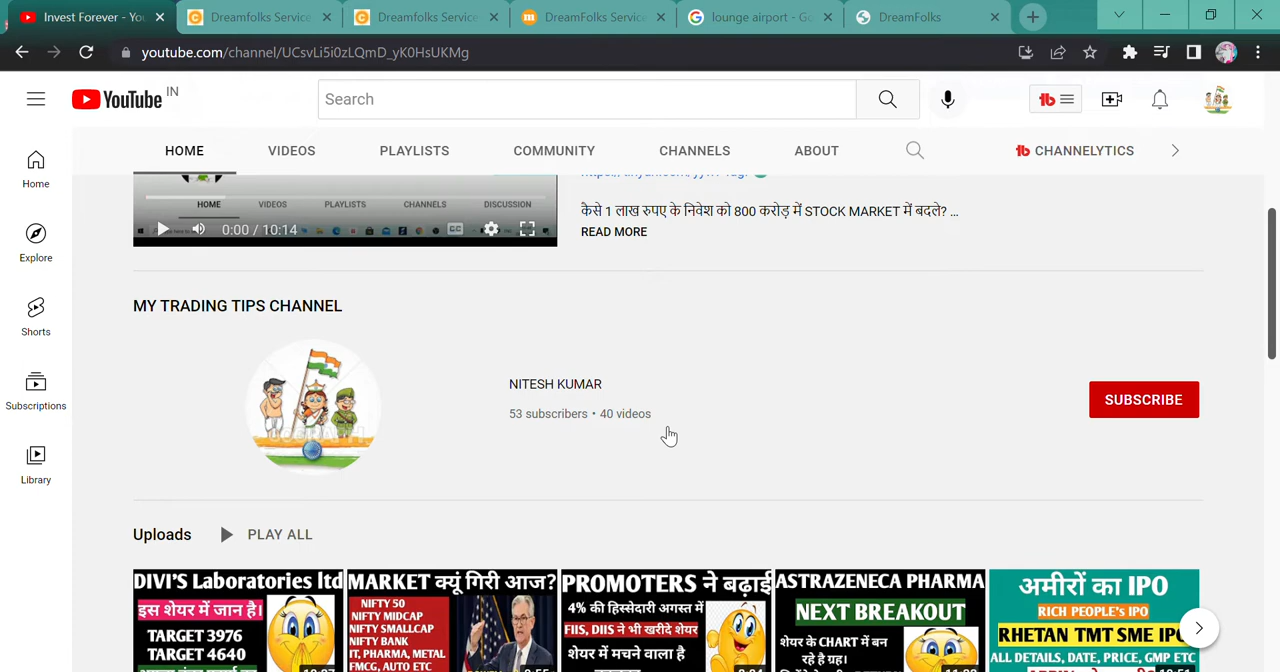 Invest Forever - You
Dreamfolks Service
Dreamfolks Service
DreamFolks Service
lounge airport - Go
DreamFolks
youtube.com/channel/UCsvLi5i0zLQmD_yK0HsUKMg
YouTube IN
Search
HOME
VIDEOS
PLAYLISTS
COMMUNITY
CHANNELS
ABOUT
CHANNELYTICS
Home
Explore
Shorts
Subscriptions
Library
HOME VIDEOS PLAYLISTS CHANNELS DISCUSSION
0:00 / 10:14
CC
केसे 1 लाख रुपए के निवेश को 800 करोड़ में STOCK MARKET में बदले? ...
READ MORE
MY TRADING TIPS CHANNEL
NITESH KUMAR
53 subscribers • 40 videos
SUBSCRIBE
Uploads
PLAY ALL
DIVI'S Laboratories ltd
इस शेयर में जान है।
TARGET 3976
TARGET 4640
MARKET क्यूं गिरी आज?
NIFTY 50
NIFTY MIDCAP
NIFTY SMALLCAP
NIFTY BANK
IT, PHARMA, METAL
FMCG, AUTO ETC
PROMOTERS ने बढ़ाई
4% की हिस्सेदारी अगस्त में
FIIS, DIIS ने भी खरीदे शेयर
शेयर में मचने वाला है
ASTRAZENECA PHARMA
NEXT BREAKOUT
शेयर के CHART में बन
रहे है ग्रह।
अमीरों का IPO
RICH PEOPLE'S IPO
RHETAN TMT SME IPO
ALL DETAILS, DATE, PRICE, GMP ETC